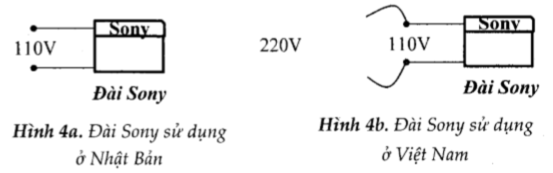 Sony
110V
Đài Sony
Hình 4a. Đài Sony sử dụng
ở Nhật Bản
220V
Sony
110V
Đài Sony
Hình 4b. Đài Sony sử dụng
ở Việt Nam